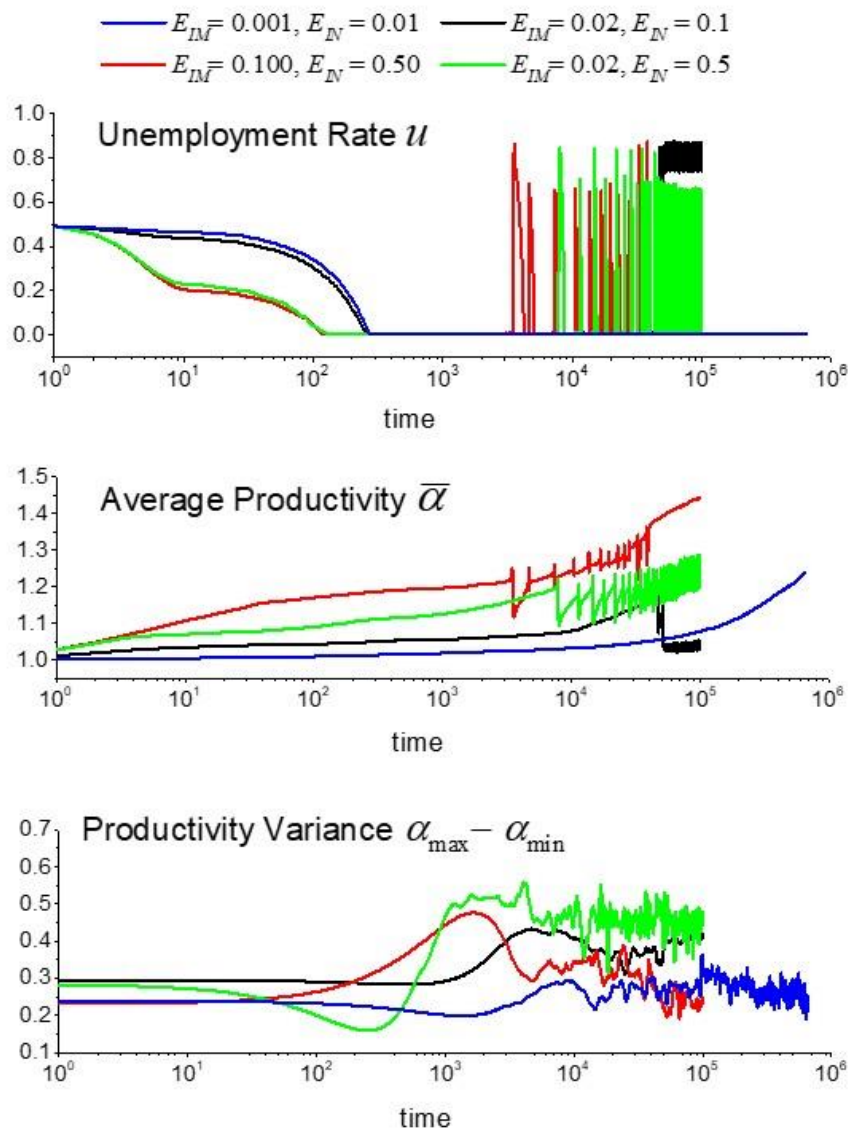 E_IM= 0.001, E_IN = 0.01 E_IM= 0.02, E_IN= 0.1
E_IM= 0.100, E_IN= 0.50 E_IM= 0.02, E_IN= 0.5
Unemployment Rate u
1.0
0.8
0.6
0.4
0.2
0.0
10^0 10^1 10^2 10^3 10^4 10^5 10^6
time
Average Productivity α̅
1.5
1.4
1.3
1.2
1.1
1.0
10^0 10^1 10^2 10^3 10^4 10^5 10^6
time
Productivity Variance α_max − α_min
0.7
0.6
0.5
0.4
0.3
0.2
0.1
10^0 10^1 10^2 10^3 10^4 10^5 10^6
time